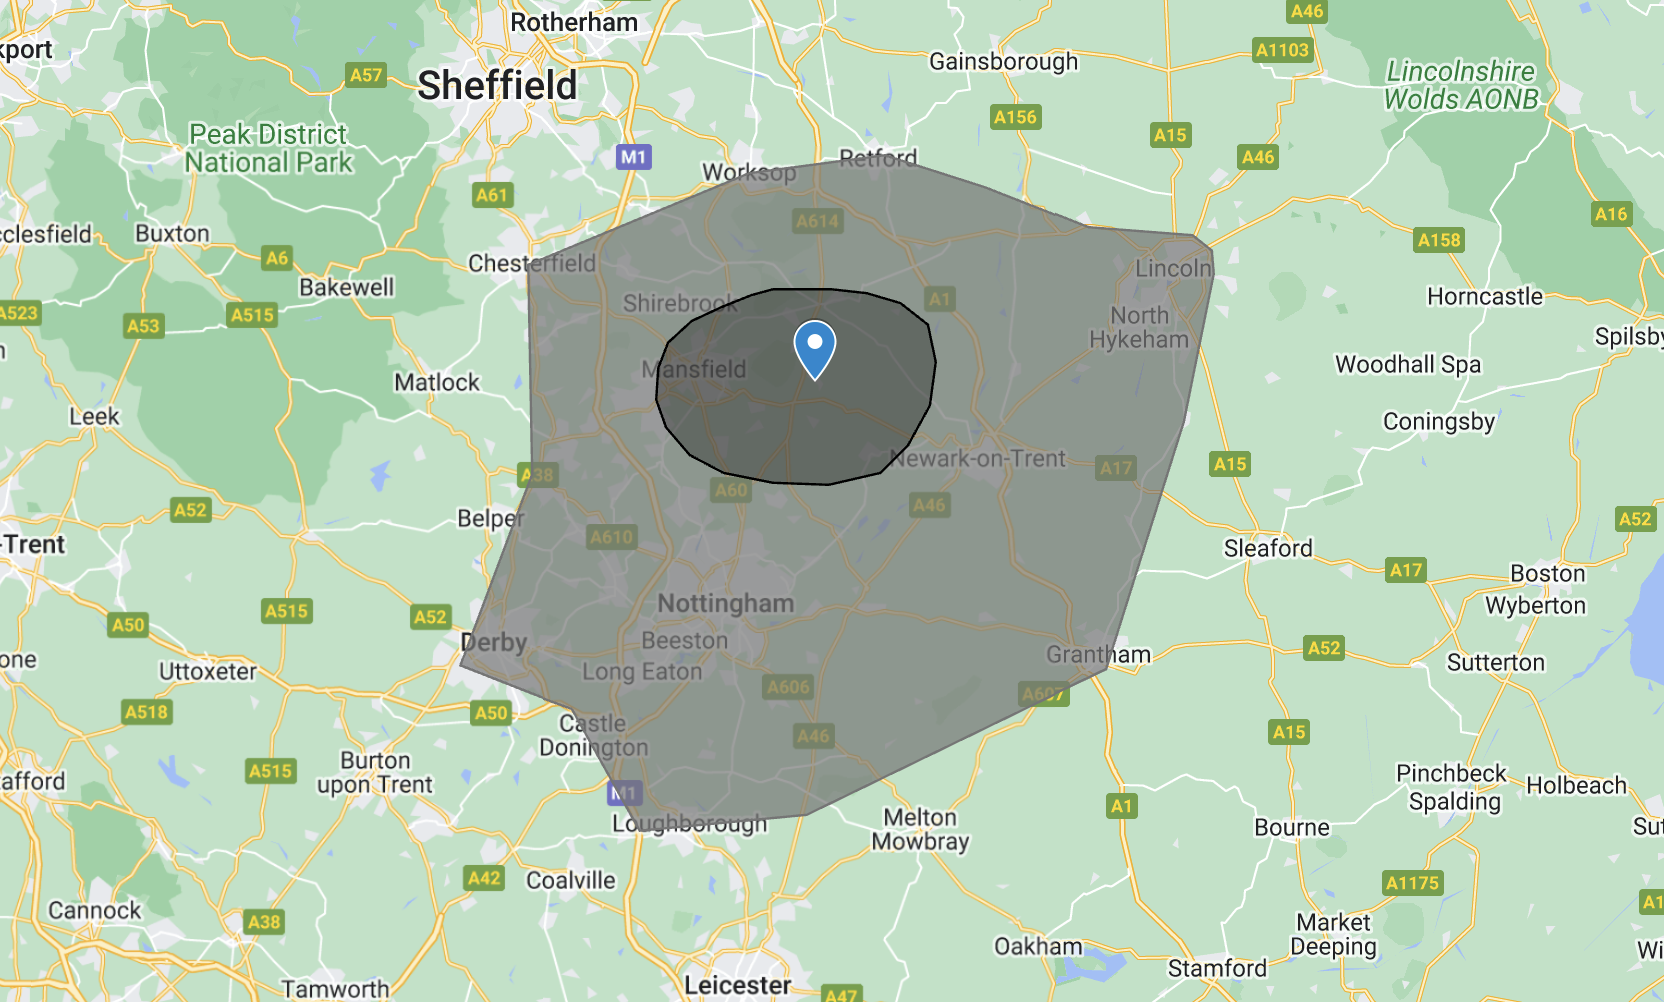 Rotherham
A46
kport
A1103
Gainsborough
Lincolnshire
Wolds AONB
A57
Sheffield
A156
Peak District
National Park
A15
M1
A46
Retford
Worksop
A61
A614
A16
cclesfield
Buxton
A158
A6
Chesterfield
Lincoln
Bakewell
Horncastle
Shirebrook
A1
A523
A515
A53
North
Hykeham
Spilsby
Woodhall Spa
Mansfield
Matlock
Leek
Coningsby
Newark-on-Trent
A17
A15
A38
A60
A46
A52
Belper
A52
A610
-Trent
Sleaford
A17
Boston
Nottingham
Wyberton
A515
A52
A50
Derby
Beeston
Grantham
A52
one
Uttoxeter
Long Eaton
Sutterton
A606
A607
A518
A50
Castle
Donington
A46
A15
Burton
upon Trent
A515
Pinchbeck
Spalding
Holbeach
tafford
M1
A1
Loughborough
Melton
Mowbray
Bourne
Sut
A42
Coalville
A1175
Cannock
A38
A1
Market
Deeping
Oakham
Wi
Stamford
Tamworth
Leicester
A47